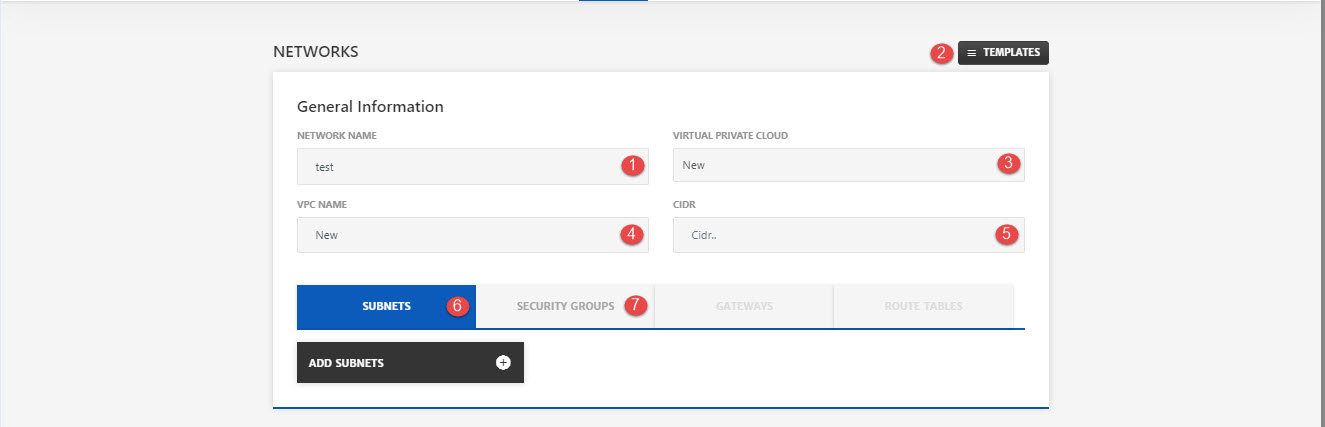 NETWORKS
2 TEMPLATES
General Information
NETWORK NAME VIRTUAL PRIVATE CLOUD
test 1 New 3
VPC NAME CIDR
New 4 Cidr.. 5
SUBNETS 6 SECURITY GROUPS 7 GATEWAYS ROUTE TABLES
ADD SUBNETS